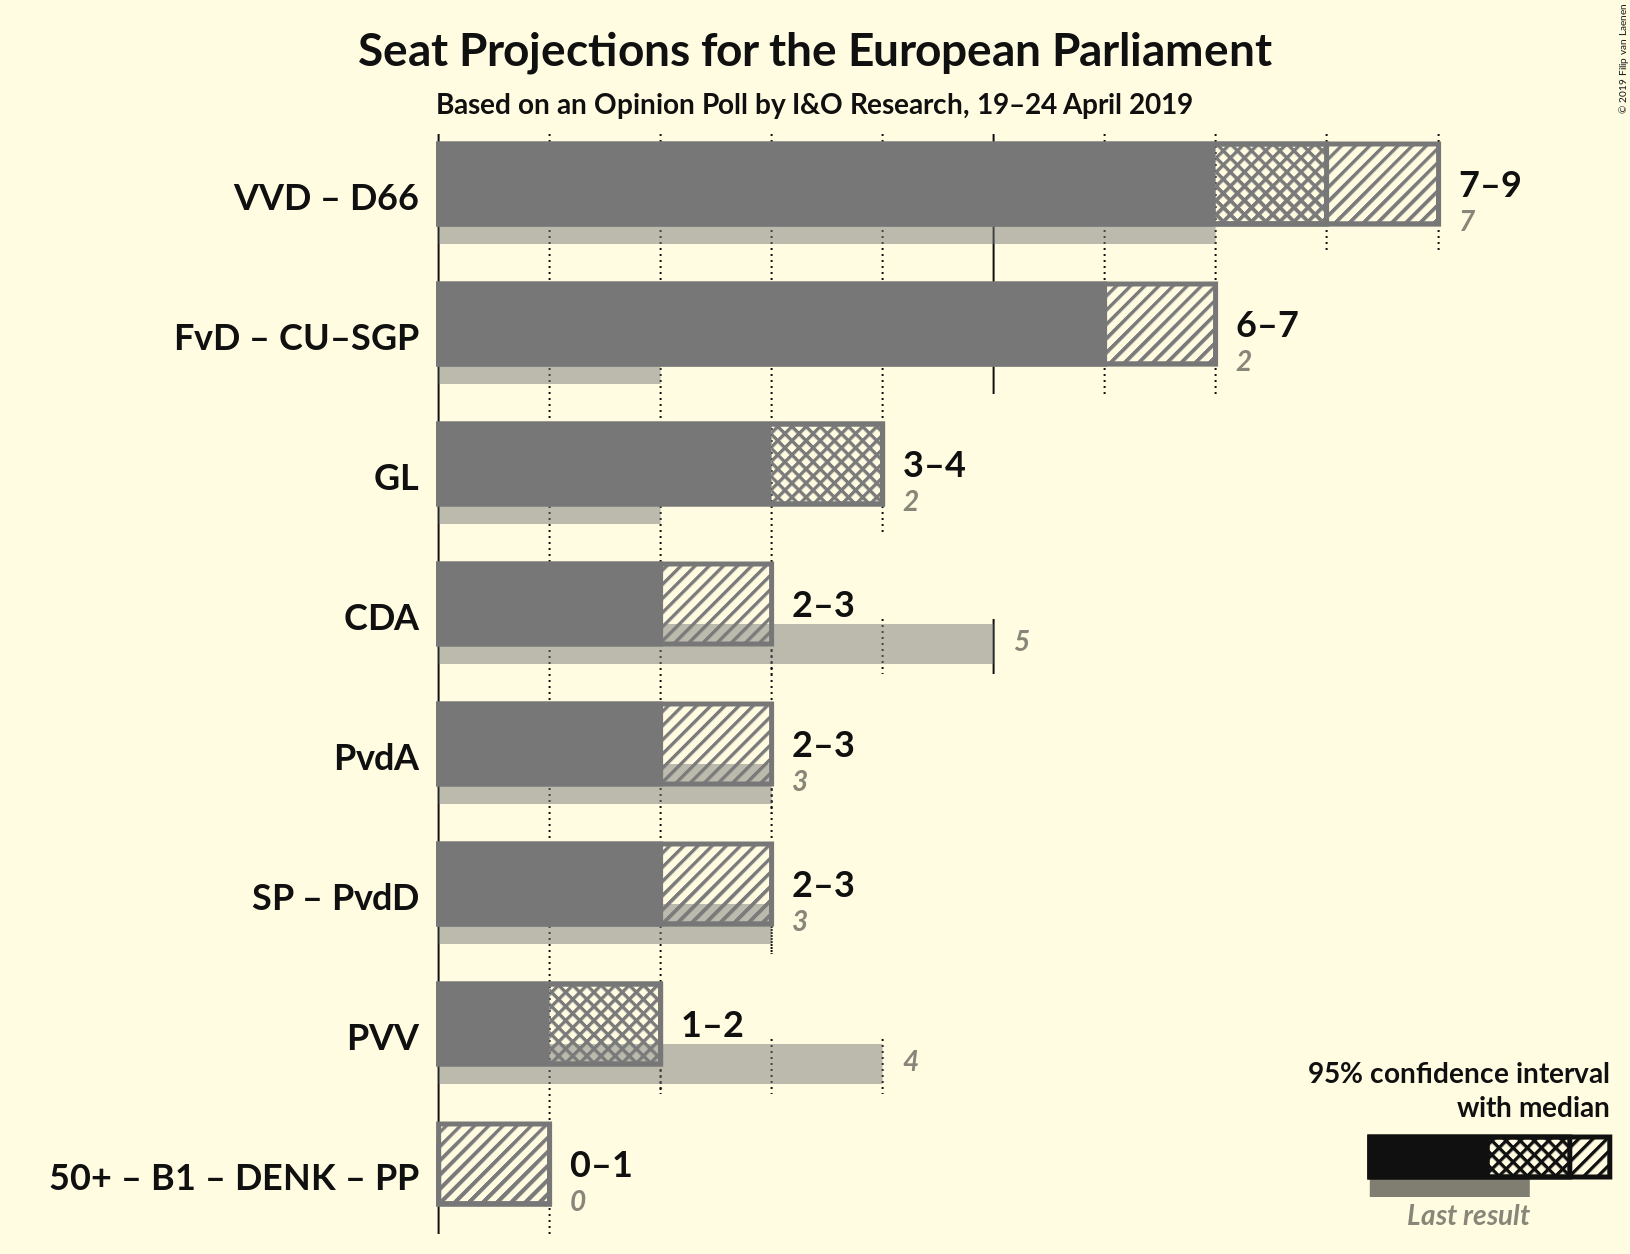 Seat Projections for the European Parliament
Based on an Opinion Poll by I&O Research, 19–24 April 2019
© 2019 Filip van Laenen
VVD – D66
7–9
7
FvD – CU–SGP
6–7
2
GL
3–4
2
CDA
2–3
5
PvdA
2–3
3
SP – PvdD
2–3
3
PVV
1–2
4
50+ – B1 – DENK – PP
0–1
0
95% confidence interval
with median
Last result